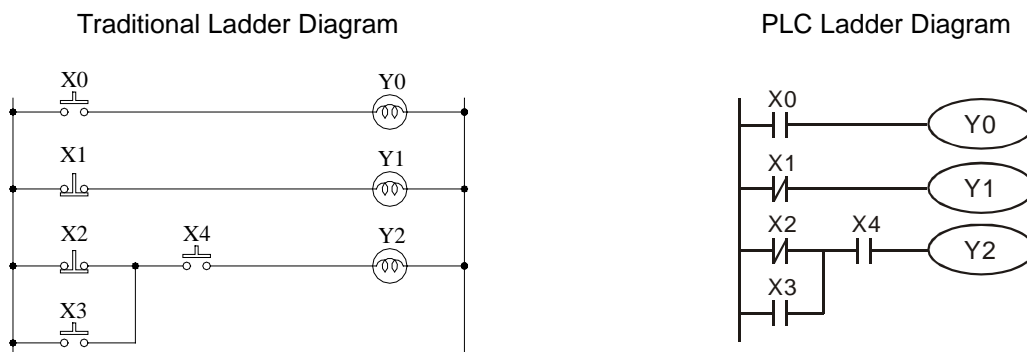 Traditional Ladder Diagram
X0 Y0
X1 Y1
X2 X4 Y2
X3
PLC Ladder Diagram
X0 Y0
X1 Y1
X2 X4 Y2
X3